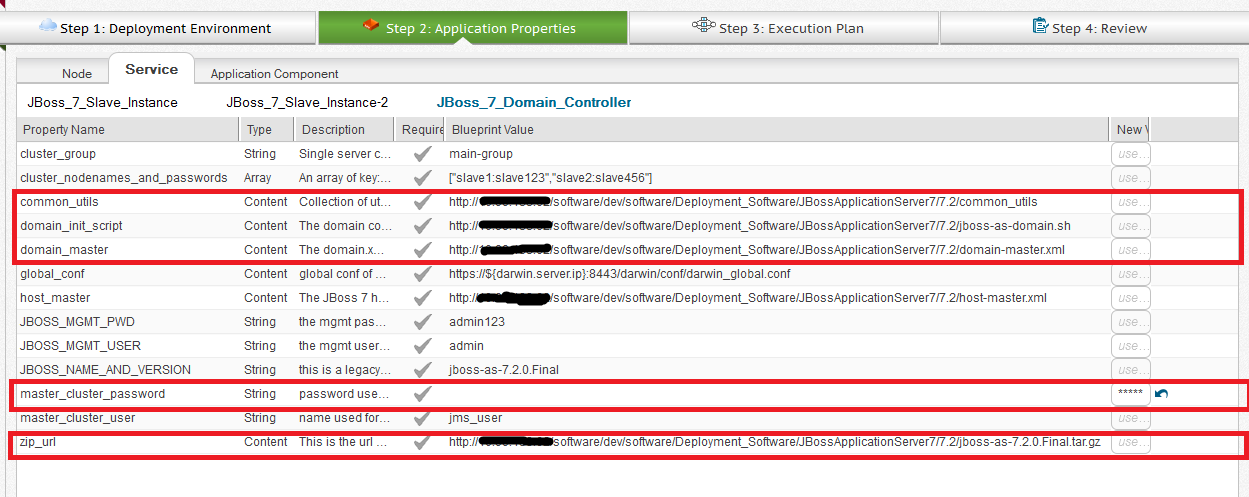 Step 1: Deployment Environment Step 2: Application Properties Step 3: Execution Plan Step 4: Review
Node Service Application Component
JBoss_7_Slave_Instance JBoss_7_Slave_Instance-2 JBoss_7_Domain_Controller
Property Name Type Description Require Blueprint Value New V
cluster_group String Single server c... main-group use...
cluster_nodenames_and_passwords Array An array of key:... ["slave1:slave123","slave2:slave456"] use...
common_utils Content Collection of ut... http:// /software/dev/software/Deployment_Software/JBossApplicationServer7/7.2/common_utils use...
domain_init_script Content The domain co... http:// /software/dev/software/Deployment_Software/JBossApplicationServer7/7.2/jboss-as-domain.sh use...
domain_master Content The domain.x... http:// /software/dev/software/Deployment_Software/JBossApplicationServer7/7.2/domain-master.xml use...
global_conf Content global conf of ... https://${darwin.server.ip}:8443/darwin/conf/darwin_global.conf use...
host_master Content The JBoss 7 h... http:// /software/dev/software/Deployment_Software/JBossApplicationServer7/7.2/host-master.xml use...
JBOSS_MGMT_PWD String the mgmt pas... admin123 use...
JBOSS_MGMT_USER String the mgmt user... admin use...
JBOSS_NAME_AND_VERSION String this is a legacy... jboss-as-7.2.0.Final use...
master_cluster_password String password use... *****
master_cluster_user String name used for... jms_user use...
zip_url Content This is the url ... http:// /software/dev/software/Deployment_Software/JBossApplicationServer7/7.2/jboss-as-7.2.0.Final.tar.gz use...